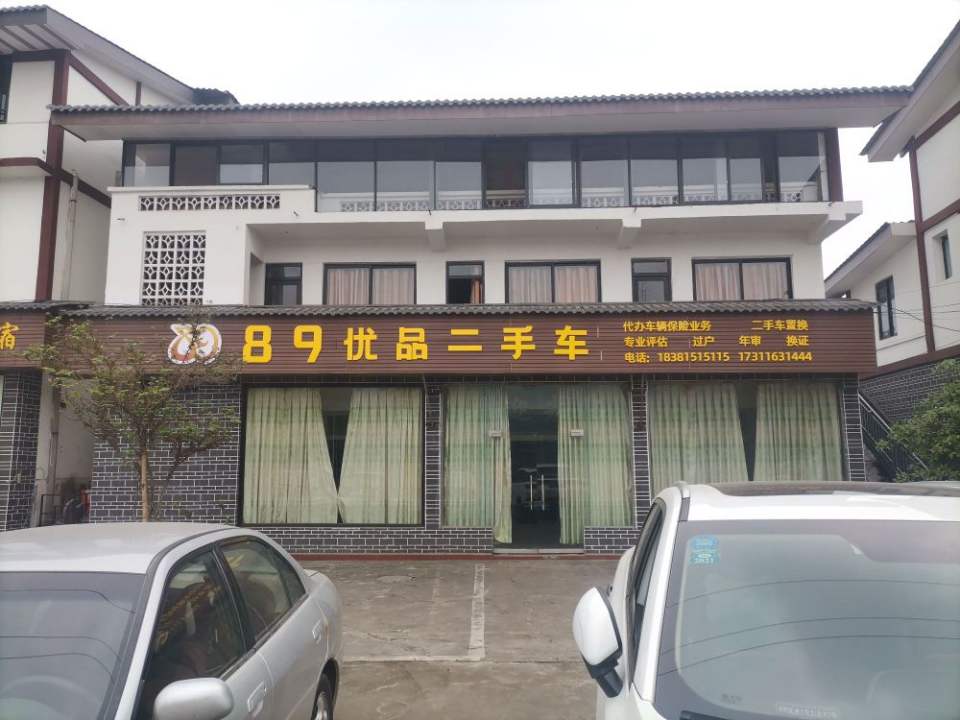 宿
89优品二手车
代办车辆保险业务 二手车置换
专业评估 过户 年审 换证
电话：18381515115 17311631444